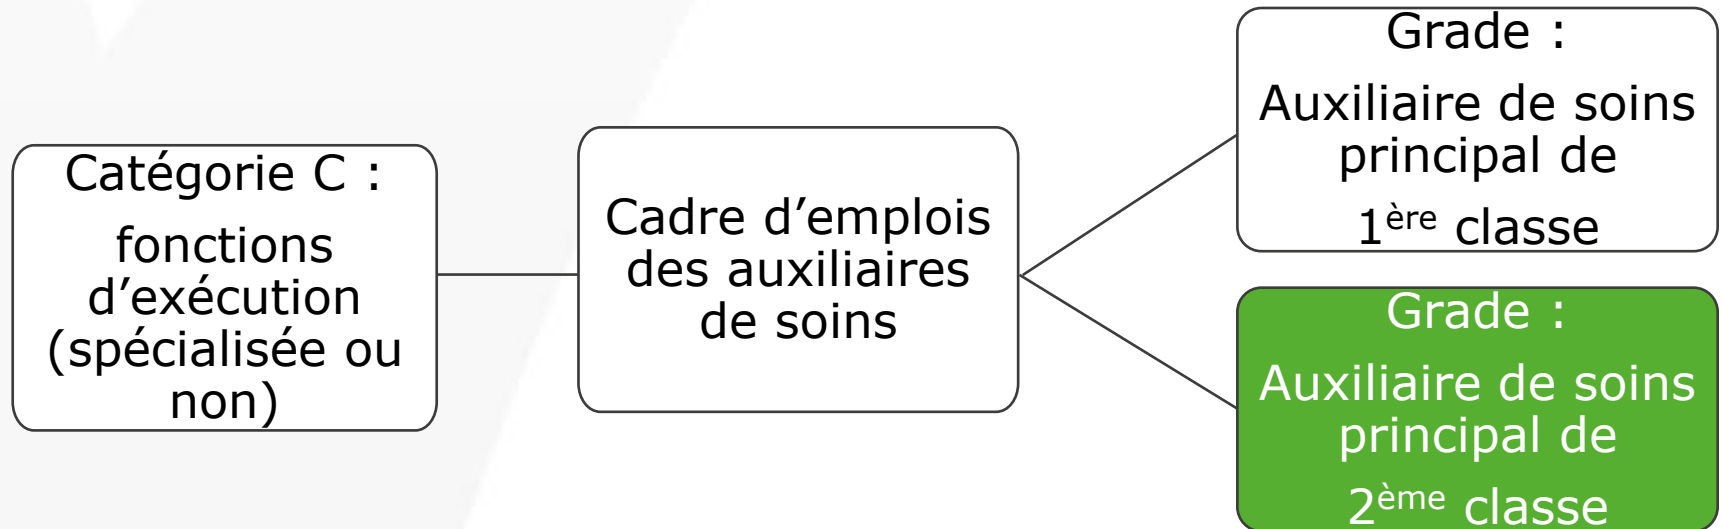 Catégorie C :
fonctions
d’exécution
(spécialisée ou
non)
Cadre d’emplois
des auxiliaires
de soins
Grade :
Auxiliaire de soins
principal de
1ère classe
Grade :
Auxiliaire de soins
principal de
2ème classe